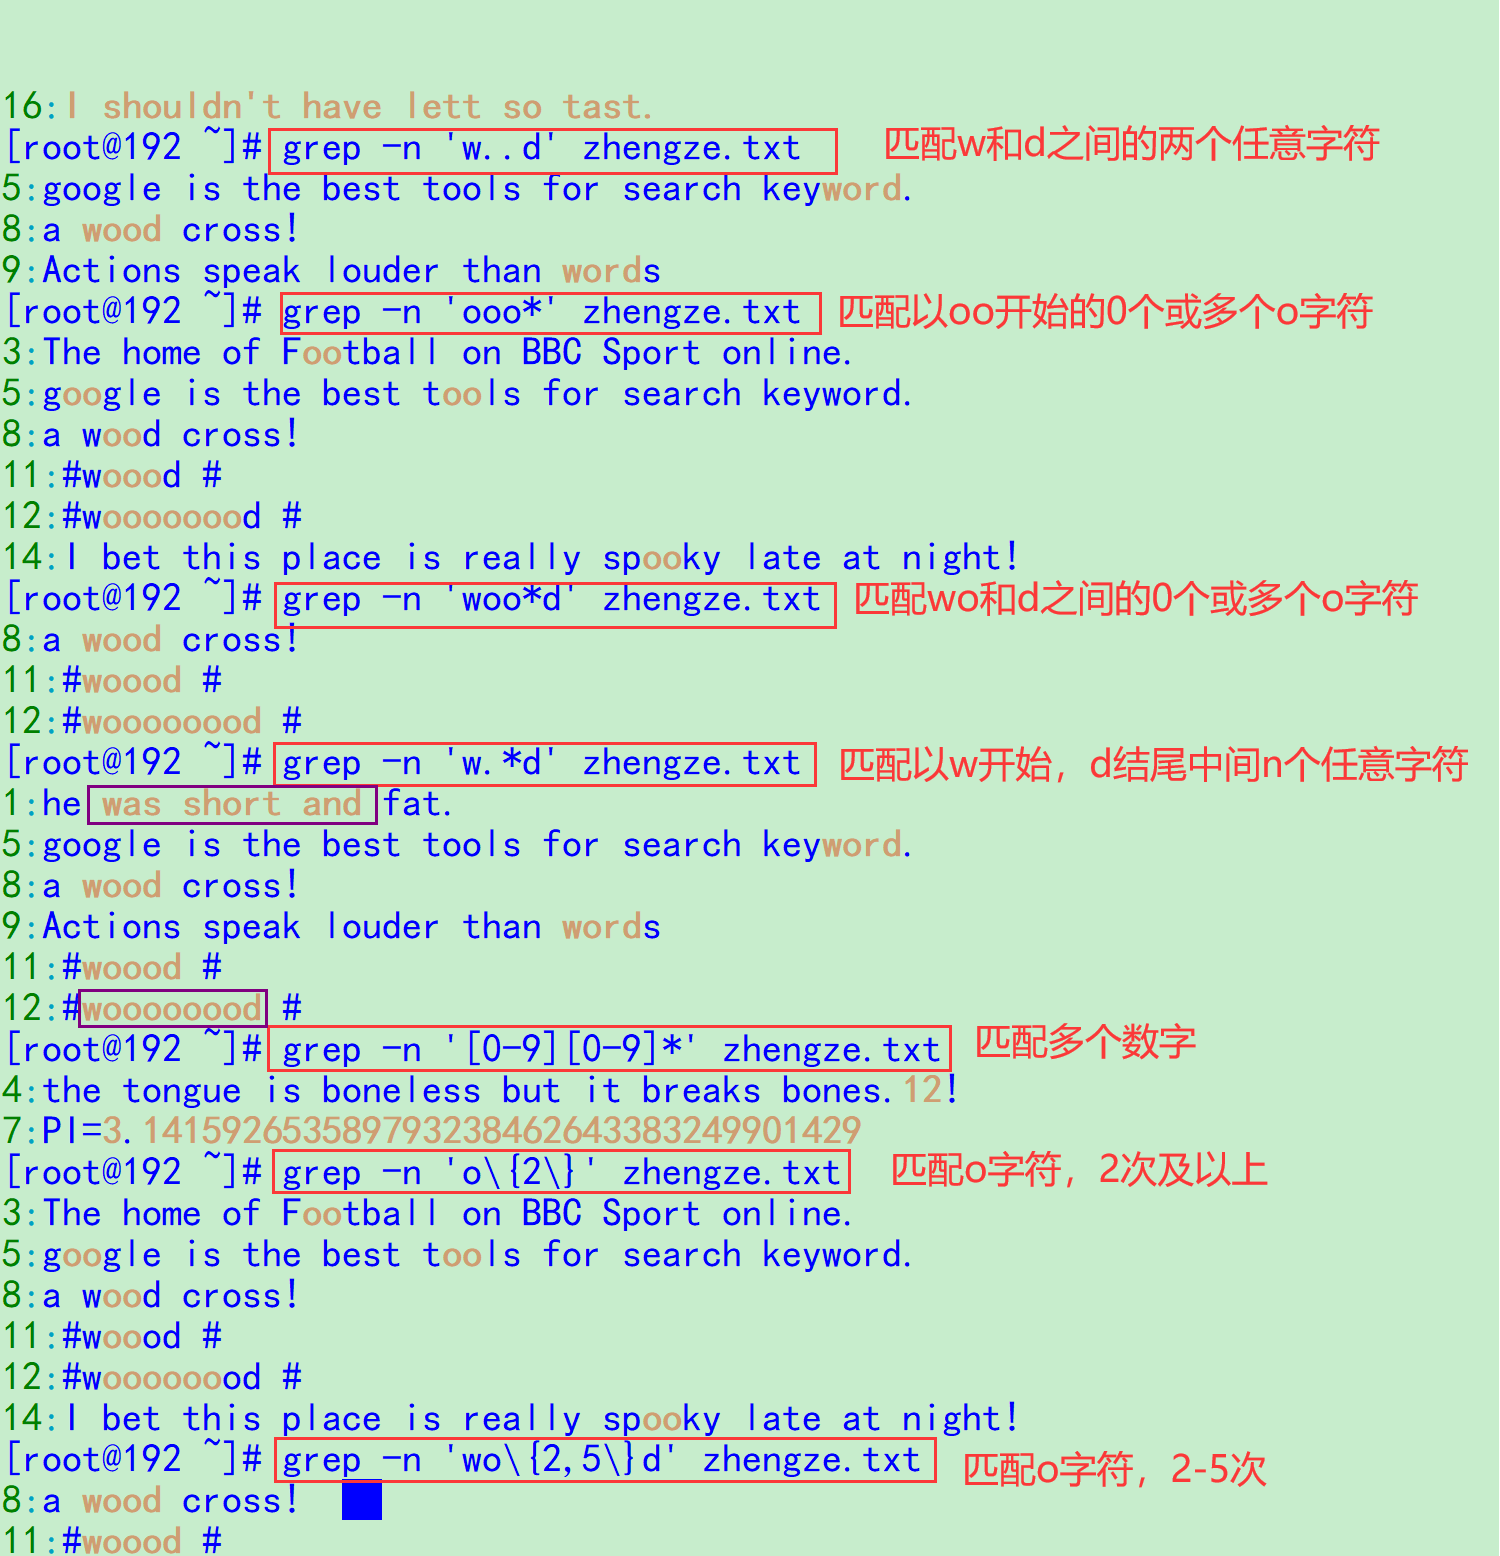 16:I shouldn't have lett so tast.
[root@192 ~]# grep -n 'w..d' zhengze.txt 匹配w和d之间的两个任意字符
5:google is the best tools for search keyword.
8:a wood cross!
9:Actions speak louder than words
[root@192 ~]# grep -n 'ooo*' zhengze.txt 匹配以oo开始的0个或多个o字符
3:The home of Football on BBC Sport online.
5:google is the best tools for search keyword.
8:a wood cross!
11:#woood #
12:#woooooood #
14:I bet this place is really spooky late at night!
[root@192 ~]# grep -n 'woo*d' zhengze.txt 匹配wo和d之间的0个或多个o字符
8:a wood cross!
11:#woood #
12:#woooooood #
[root@192 ~]# grep -n 'w.*d' zhengze.txt 匹配以w开始，d结尾中间n个任意字符
1:he was short and fat.
5:google is the best tools for search keyword.
8:a wood cross!
9:Actions speak louder than words
11:#woood #
12:#woooooood #
[root@192 ~]# grep -n '[0-9][0-9]*' zhengze.txt 匹配多个数字
4:the tongue is boneless but it breaks bones.12!
7:PI=3.141592653589793238462643383249901429
[root@192 ~]# grep -n 'o\{2\}' zhengze.txt 匹配o字符，2次及以上
3:The home of Football on BBC Sport online.
5:google is the best tools for search keyword.
8:a wood cross!
11:#woood #
12:#woooooood #
14:I bet this place is really spooky late at night!
[root@192 ~]# grep -n 'wo\{2,5\}d' zhengze.txt 匹配o字符，2-5次
8:a wood cross!
11:#woood #